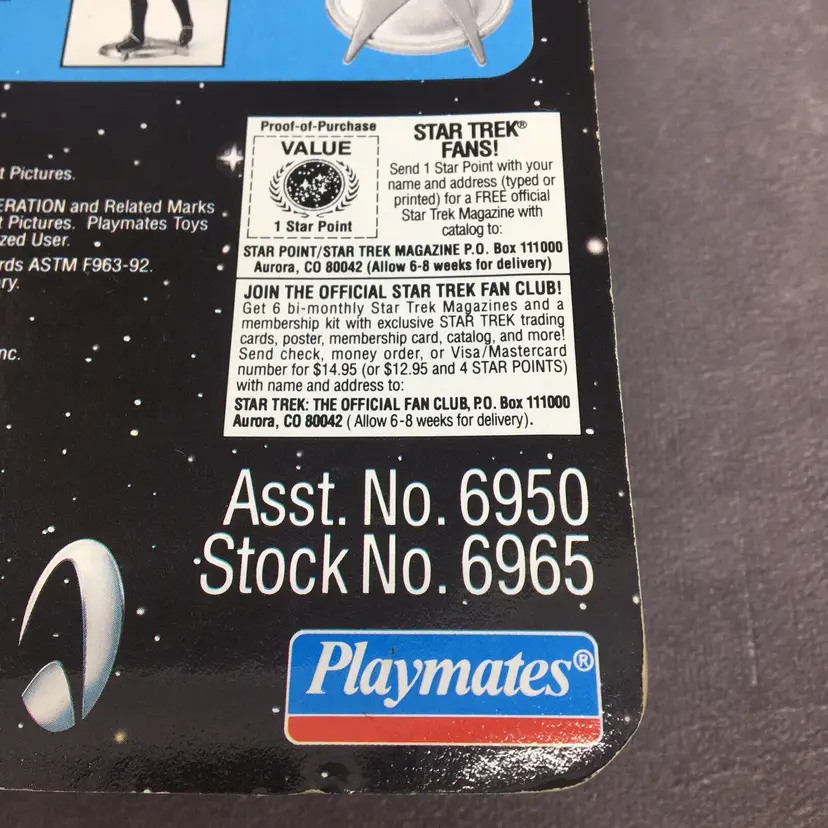 t Pictures.
ERATION and Related Marks
t Pictures. Playmates Toys
zed User.
rds ASTM F963-92.
ry.
nc.
Proof-of-Purchase
VALUE
1 Star Point
STAR TREK®
FANS!
Send 1 Star Point with your
name and address (typed or
printed) for a FREE official
Star Trek Magazine with
catalog to:
STAR POINT/STAR TREK MAGAZINE P.O. Box 111000
Aurora, CO 80042 (Allow 6-8 weeks for delivery)
JOIN THE OFFICIAL STAR TREK FAN CLUB!
Get 6 bi-monthly Star Trek Magazines and a
membership kit with exclusive STAR TREK trading
cards, poster, membership card, catalog, and more!
Send check, money order, or Visa/Mastercard
number for $14.95 (or $12.95 and 4 STAR POINTS)
with name and address to:
STAR TREK: THE OFFICIAL FAN CLUB, P.O. Box 111000
Aurora, CO 80042 ( Allow 6-8 weeks for delivery).
Asst. No. 6950
Stock No. 6965
Playmates®